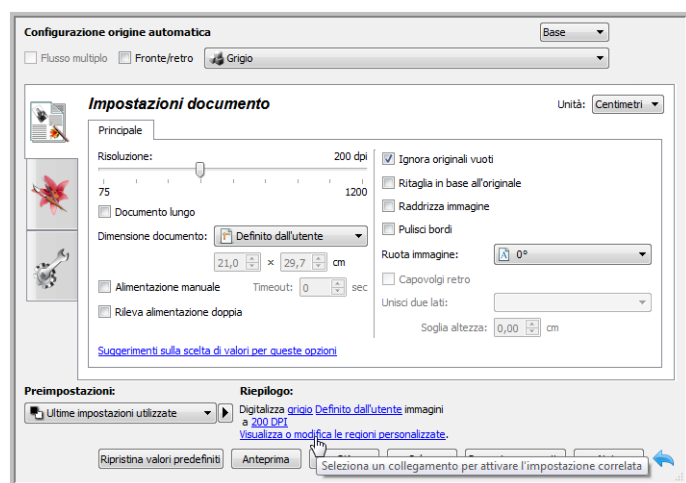 Configurazione origine automatica
Base
Flusso multiplo
Fronte/retro
Grigio
Impostazioni documento
Unità:
Centimetri
Principale
Risoluzione:
200 dpi
75
1200
Documento lungo
Dimensione documento:
Definito dall'utente
21,0 × 29,7 cm
Alimentazione manuale
Timeout: 0 sec
Rileva alimentazione doppia
Suggerimenti sulla scelta di valori per queste opzioni
Ignora originali vuoti
Ritaglia in base all'originale
Raddrizza immagine
Pulisci bordi
Ruota immagine:
0°
Capovolgi retro
Unisci due lati:
Soglia altezza: 0,00 cm
Preimpostazioni:
Ultime impostazioni utilizzate
Riepilogo:
Digitalizza grigio Definito dall'utente immagini
a 200 DPI
Visualizza o modifica le regioni personalizzate.
Ripristina valori predefiniti
Anteprima
Seleziona un collegamento per attivare l'impostazione correlata